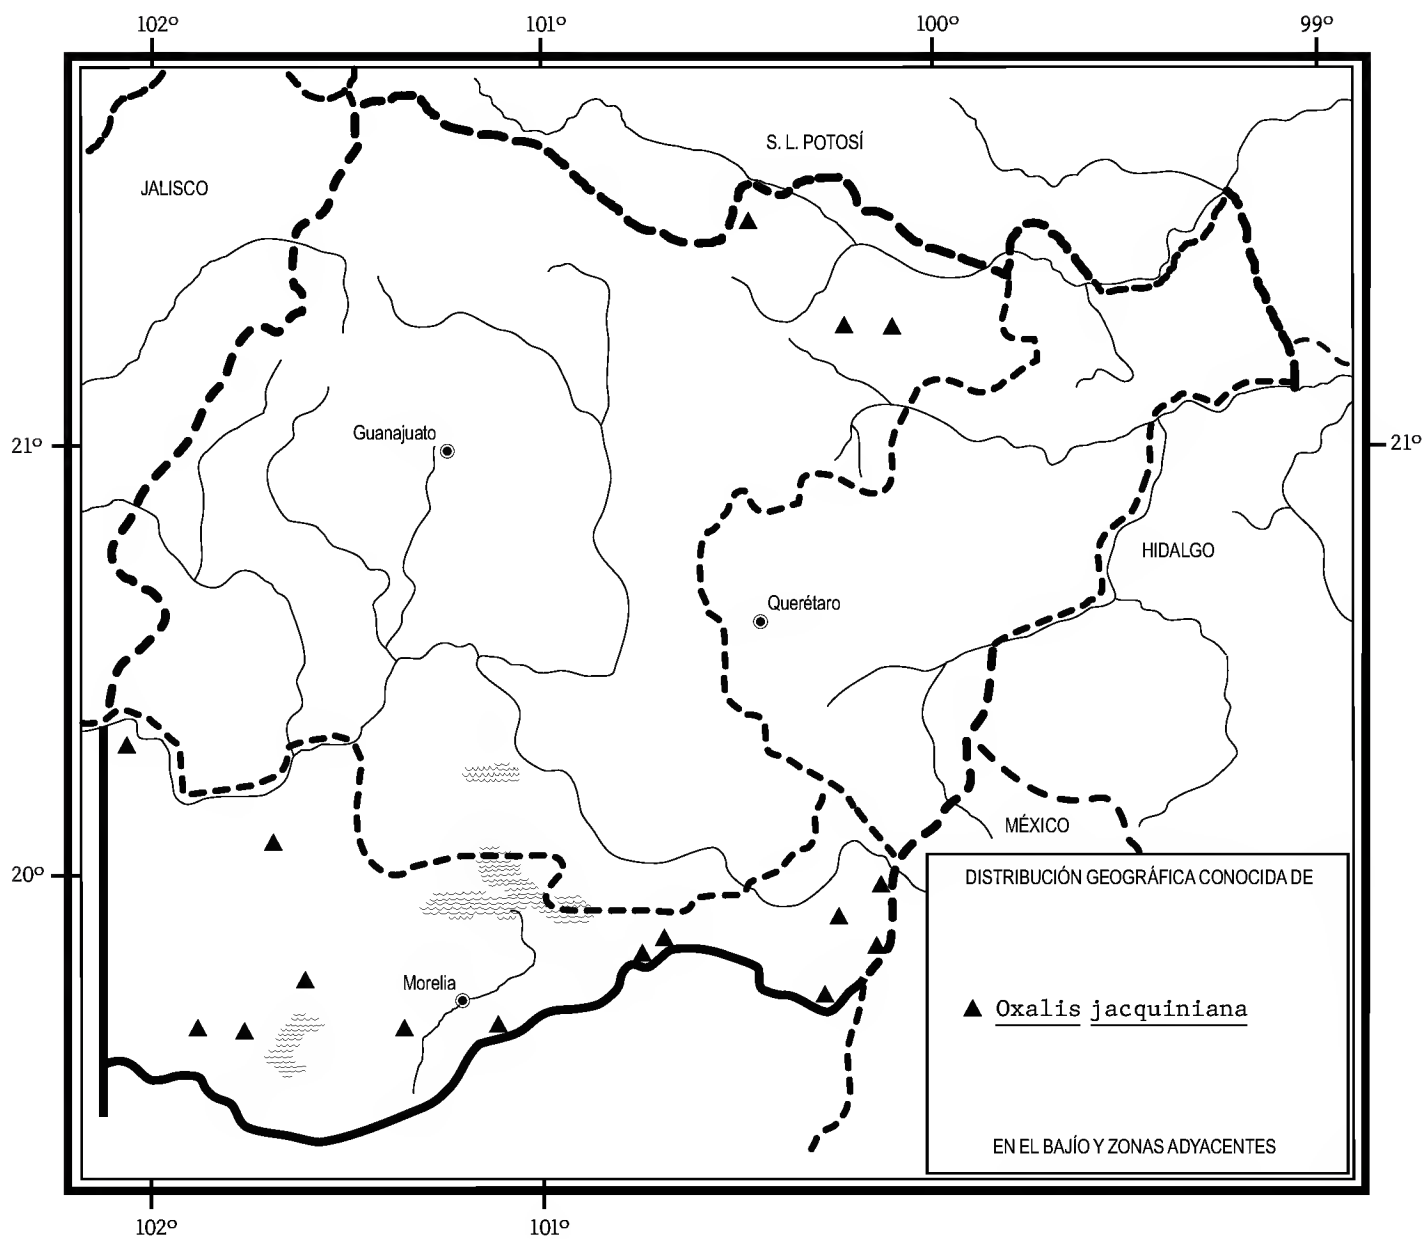 102º 101º 100º 99º
S. L. POTOSÍ
JALISCO
Guanajuato
21º 21º
HIDALGO
Querétaro
MÉXICO
20º
DISTRIBUCIÓN GEOGRÁFICA CONOCIDA DE
Morelia
Oxalis jacquiniana
EN EL BAJÍO Y ZONAS ADYACENTES
102º 101º